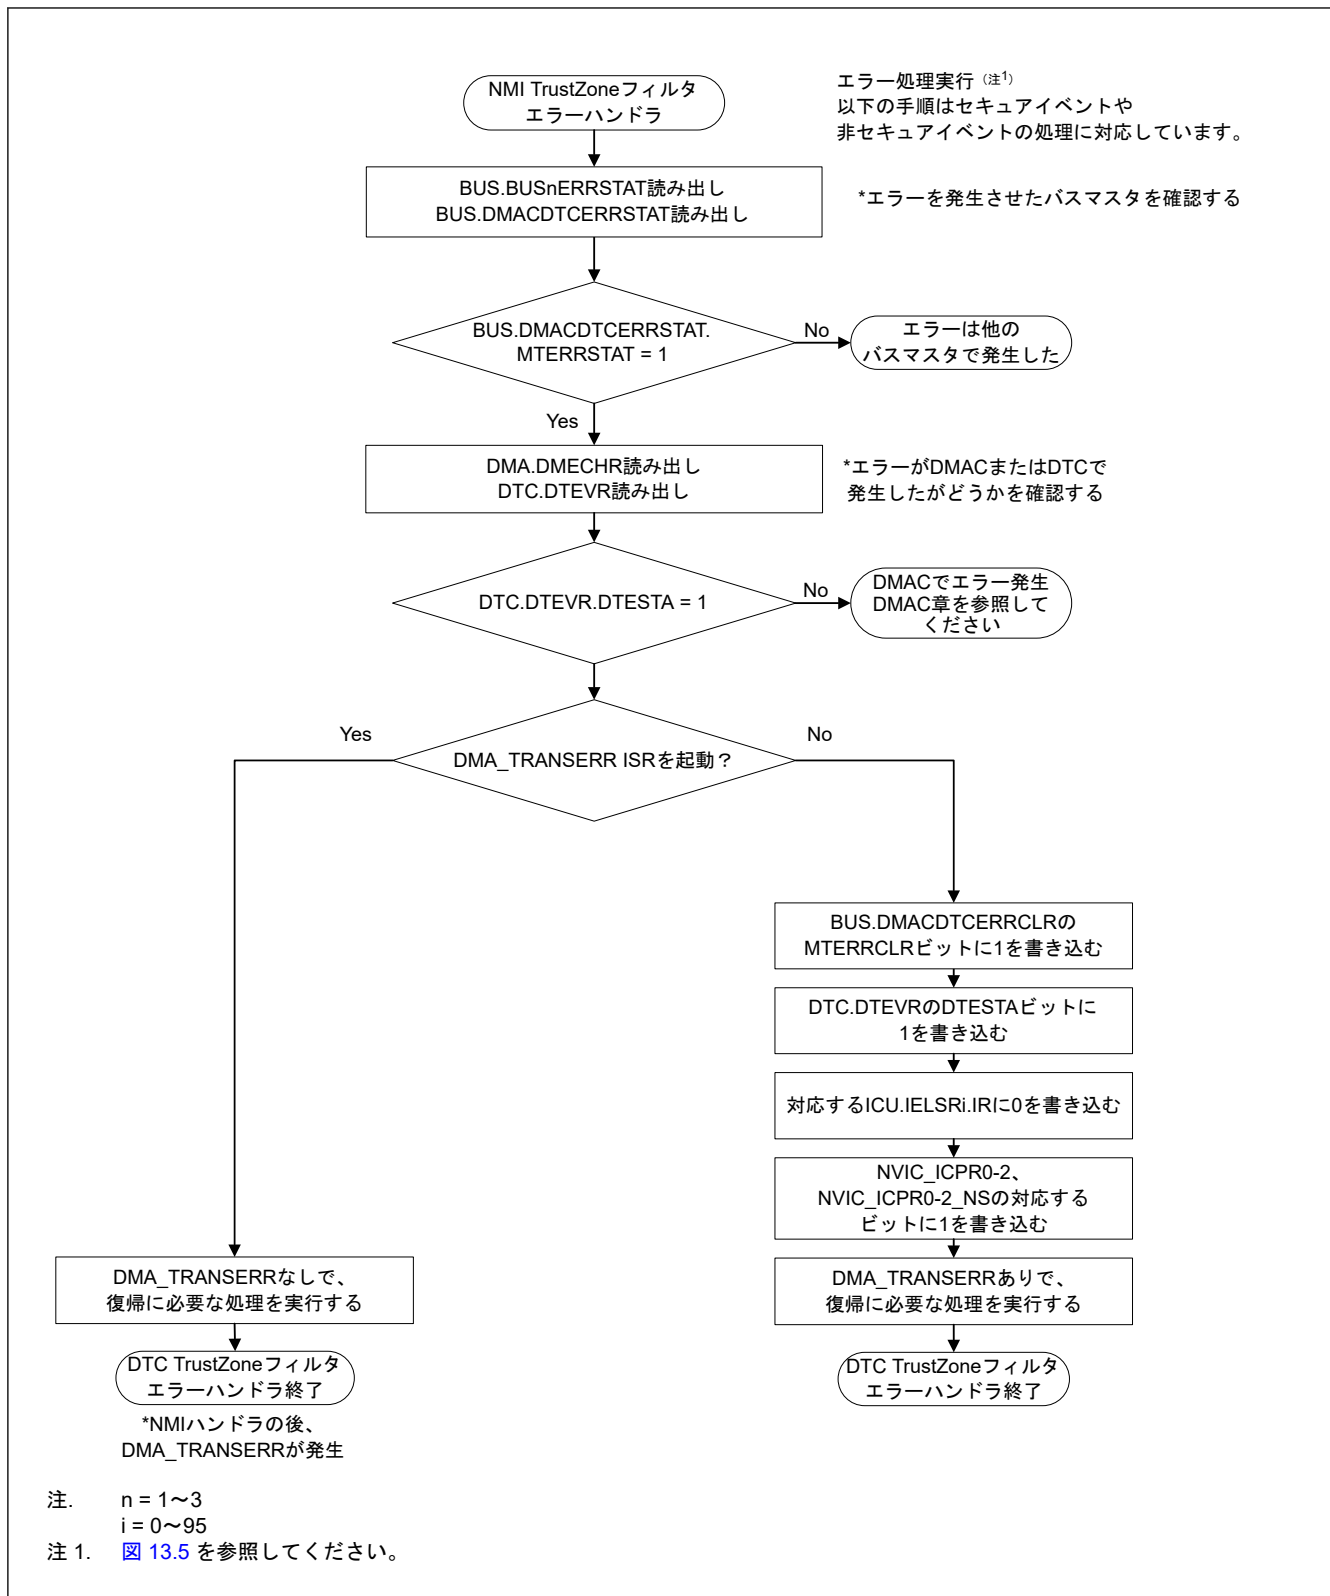 NMI TrustZoneフィルタ
エラーハンドラ
エラー処理実行（注1）
以下の手順はセキュアイベントや
非セキュアイベントの処理に対応しています。
BUS.BUSnERRSTAT読み出し
BUS.DMACDTCERRSTAT読み出し
*エラーを発生させたバスマスタを確認する
BUS.DMACDTCERRSTAT.
MTERRSTAT = 1
No
エラーは他の
バスマスタで発生した
Yes
DMA.DMECHR読み出し
DTC.DTEVR読み出し
*エラーがDMACまたはDTCで
発生したがどうかを確認する
DTC.DTEVR.DTESTA = 1
No
DMACでエラー発生
DMAC章を参照して
ください
Yes
DMA_TRANSERR ISRを起動？
No
BUS.DMACDTCERRCLRの
MTERRCLRビットに1を書き込む
DTC.DTEVRのDTESTAビットに
1を書き込む
対応するICU.IELSRi.IRに0を書き込む
NVIC_ICPR0-2、
NVIC_ICPR0-2_NSの対応する
ビットに1を書き込む
DMA_TRANSERRなしで、
復帰に必要な処理を実行する
DMA_TRANSERRありで、
復帰に必要な処理を実行する
DTC TrustZoneフィルタ
エラーハンドラ終了
DTC TrustZoneフィルタ
エラーハンドラ終了
*NMIハンドラの後、
DMA_TRANSERRが発生
注. n = 1～3
i = 0～95
注 1. 図 13.5 を参照してください。